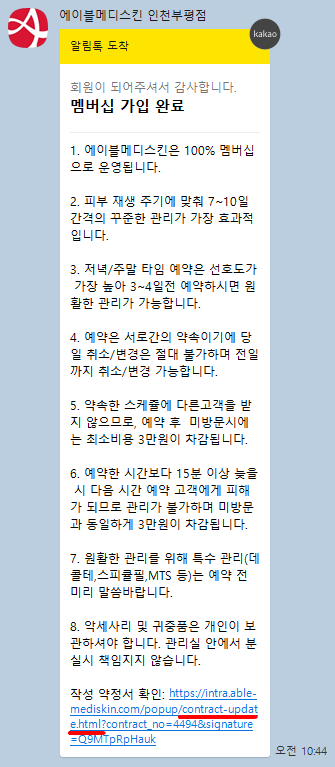 에이블메디스킨 인천부평점
알림톡 도착
kakao
회원이 되어주셔서 감사합니다.
멤버십 가입 완료
1. 에이블메디스킨은 100% 멤버십
으로 운영됩니다.
2. 피부 재생 주기에 맞춰 7~10일
간격의 꾸준한 관리가 가장 효과적
입니다.
3. 저녁/주말 타임 예약은 선호도가
가장 높아 3~4일전 예약하시면 원
활한 관리가 가능합니다.
4. 예약은 서로간의 약속이기에 당
일 취소/변경은 절대 불가하며 전일
까지 취소/변경 가능합니다.
5. 약속한 스케쥴에 다른고객을 받
지 않으므로, 예약 후 미방문시에
는 최소비용 3만원이 차감됩니다.
6. 예약한 시간보다 15분 이상 늦을
시 다음 시간 예약 고객에게 피해
가 되므로 관리가 불가하며 미방문
과 동일하게 3만원이 차감됩니다.
7. 원활한 관리를 위해 특수 관리(데
콜테,스피큘필,MTS 등)는 예약 전
미리 말씀바랍니다.
8. 악세사리 및 귀중품은 개인이 보
관하셔야 합니다. 관리실 안에서 분
실시 책임지지 않습니다.
작성 약정서 확인: https://intra.able-
mediskin.com/popup/contract-updat
e.html?contract_no=4494&signature
=Q9MTpRpHauk
오전 10:44